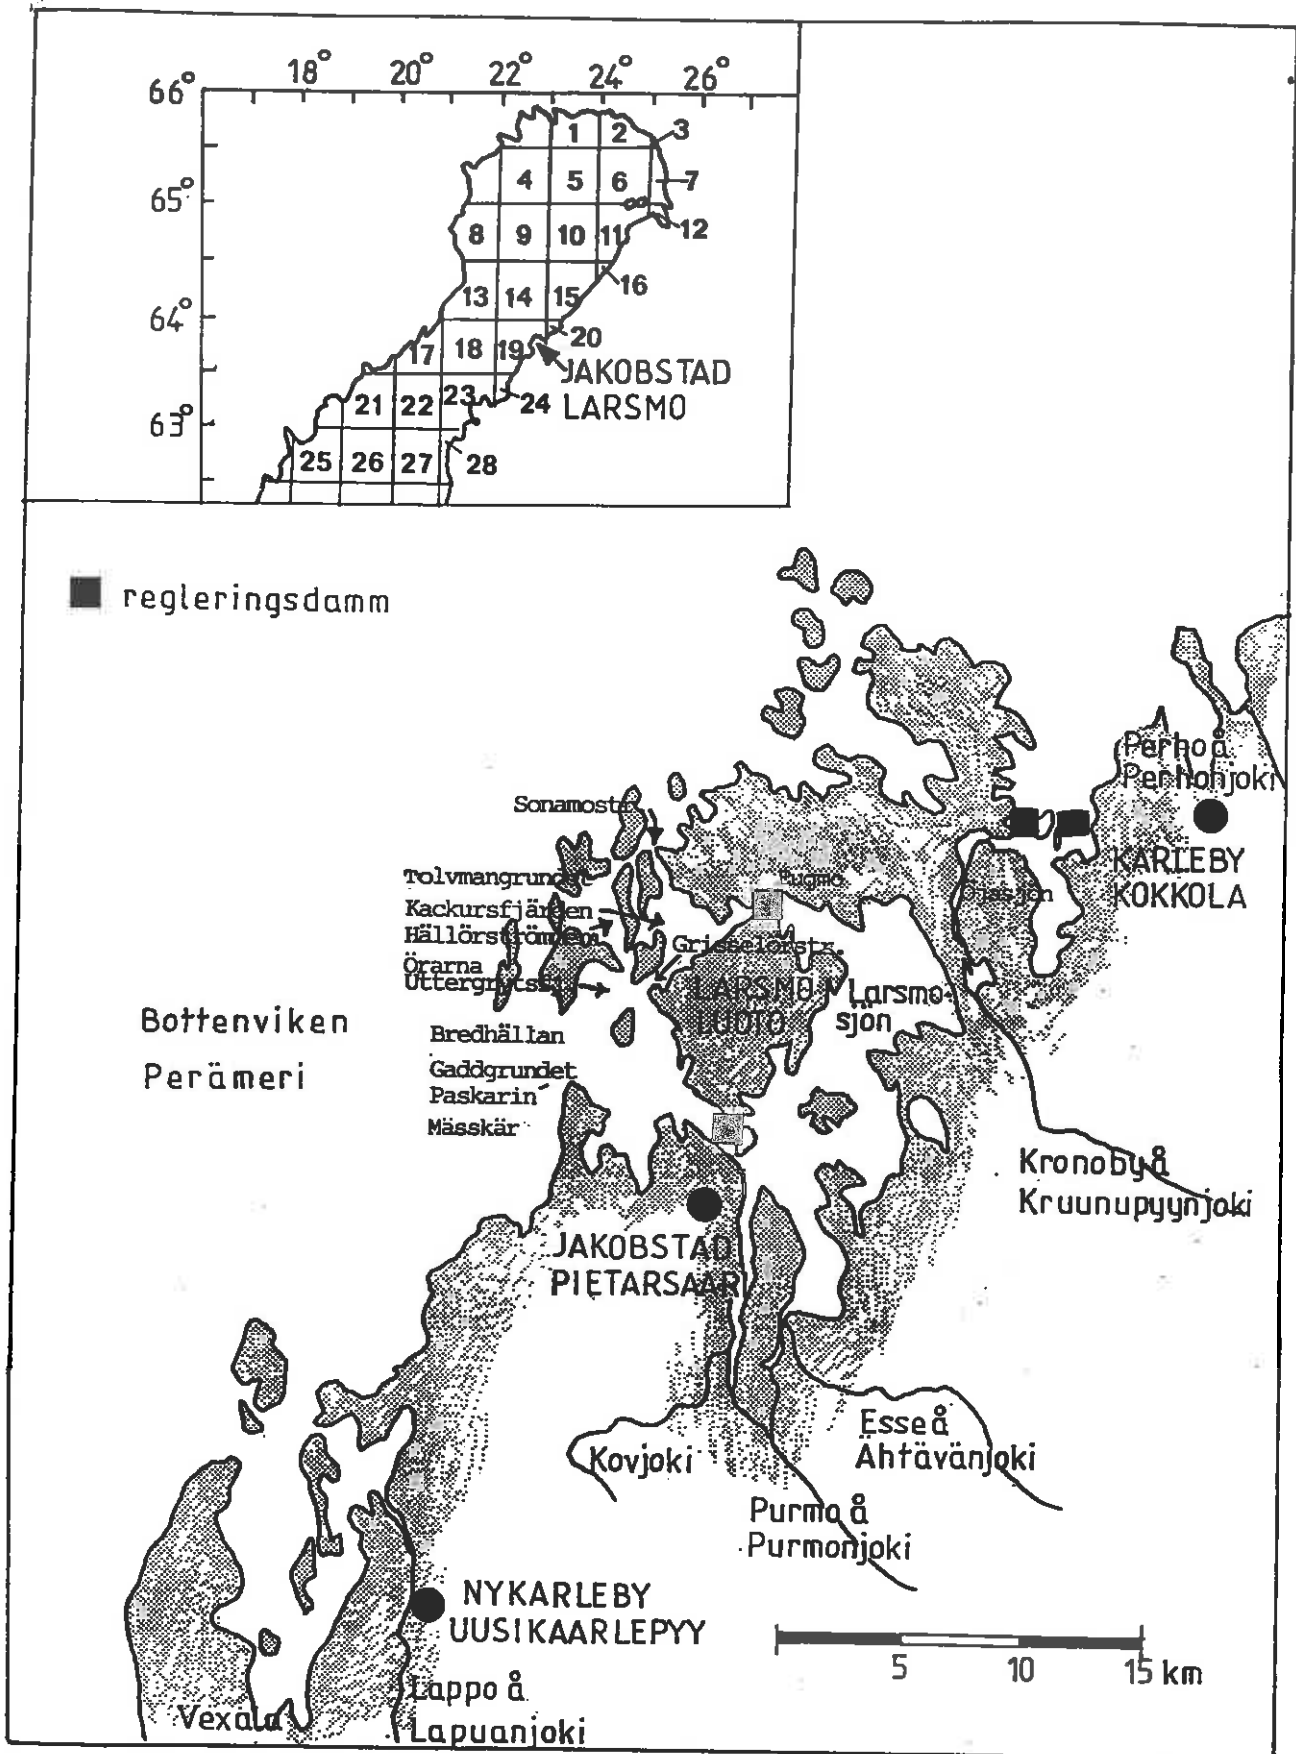 18° 20° 22° 24° 26°
66°
1 2 3
4 5 6 7
65°
8 9 10 11 12
13 14 15 16
64°
17 18 19 20
JAKOBSTAD
LARSMO
21 22 23 24
63°
25 26 27 28
regleringsdamm
Perho å
Perhonjoki
Sonamostr.
KARLEBY
KOKKOLA
Tolvmangrundet
Kackursfjärden
Hällörströmmen
Grisselörstr.
Örarna
LARSMO
LUOTO
Larsmo-
sjön
Bottenviken
Perämeri
Bredhällan
Gaddgrundet
Paskarin
Mässkär
Kronoby å
Kruunupyynjoki
JAKOBSTAD
PIETARSAARI
Esse å
Ähtävänjoki
Kovjoki
Purmo å
Purmonjoki
NYKARLEBY
UUSIKAARLEPYY
5 10 15 km
Lappo å
Lapuanjoki
Vexala